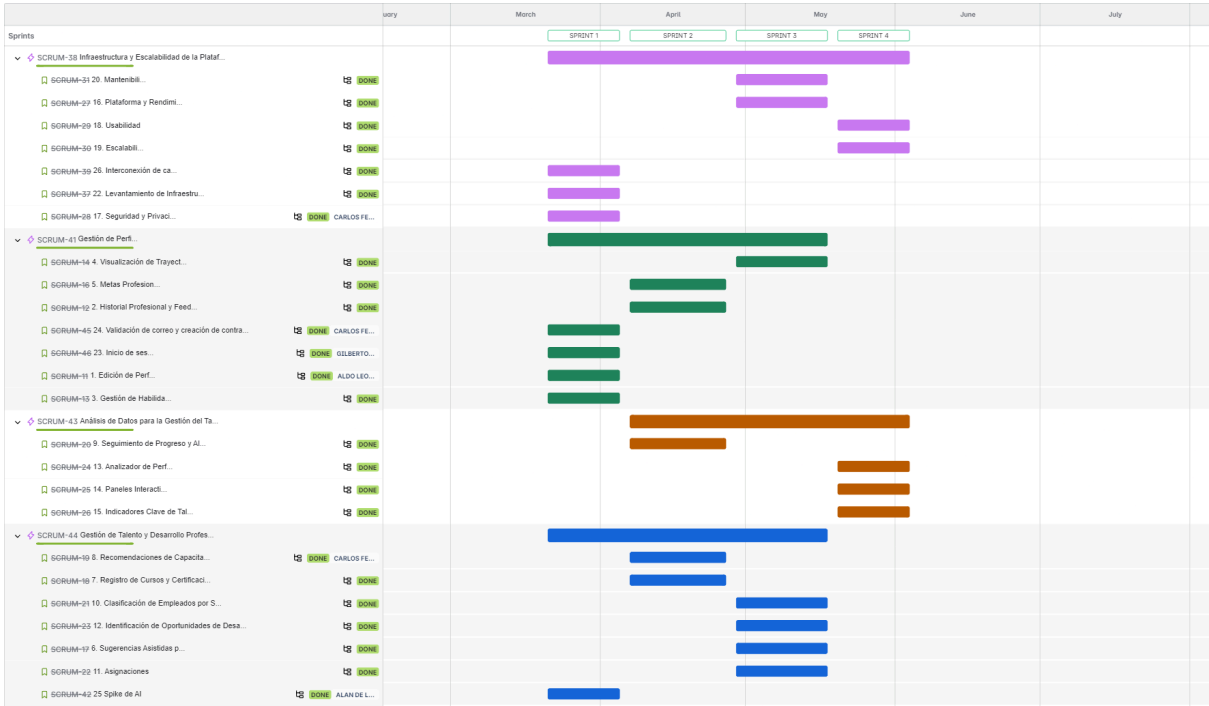 uary March April May June July
Sprints SPRINT 1 SPRINT 2 SPRINT 3 SPRINT 4
SCRUM-38 Infraestructura y Escalabilidad de la Plataf...
SCRUM-31 20. Mantenibili... DONE
SCRUM-27 16. Plataforma y Rendimi... DONE
SCRUM-29 18. Usabilidad DONE
SCRUM-30 19. Escalabili... DONE
SCRUM-39 26. Interconexión de ca... DONE
SCRUM-37 22. Levantamiento de Infraestru... DONE
SCRUM-28 17. Seguridad y Privaci... DONE CARLOS FE...
SCRUM-41 Gestión de Perfi...
SCRUM-14 4. Visualización de Trayect... DONE
SCRUM-16 5. Metas Profesion... DONE
SCRUM-12 2. Historial Profesional y Feed... DONE
SCRUM-45 24. Validación de correo y creación de contra... DONE CARLOS FE...
SCRUM-46 23. Inicio de ses... DONE GILBERTO...
SCRUM-11 1. Edición de Perf... DONE ALDO LEO...
SCRUM-13 3. Gestión de Habilida... DONE
SCRUM-43 Análisis de Datos para la Gestión del Ta...
SCRUM-20 9. Seguimiento de Progreso y Al... DONE
SCRUM-24 13. Analizador de Perf... DONE
SCRUM-25 14. Paneles Interacti... DONE
SCRUM-26 15. Indicadores Clave de Tal... DONE
SCRUM-44 Gestión de Talento y Desarrollo Profes...
SCRUM-19 8. Recomendaciones de Capacita... DONE CARLOS FE...
SCRUM-18 7. Registro de Cursos y Certificaci... DONE
SCRUM-21 10. Clasificación de Empleados por S... DONE
SCRUM-23 12. Identificación de Oportunidades de Desa... DONE
SCRUM-17 6. Sugerencias Asistidas p... DONE
SCRUM-22 11. Asignaciones DONE
SCRUM-42 25 Spike de AI DONE ALAN DE L...